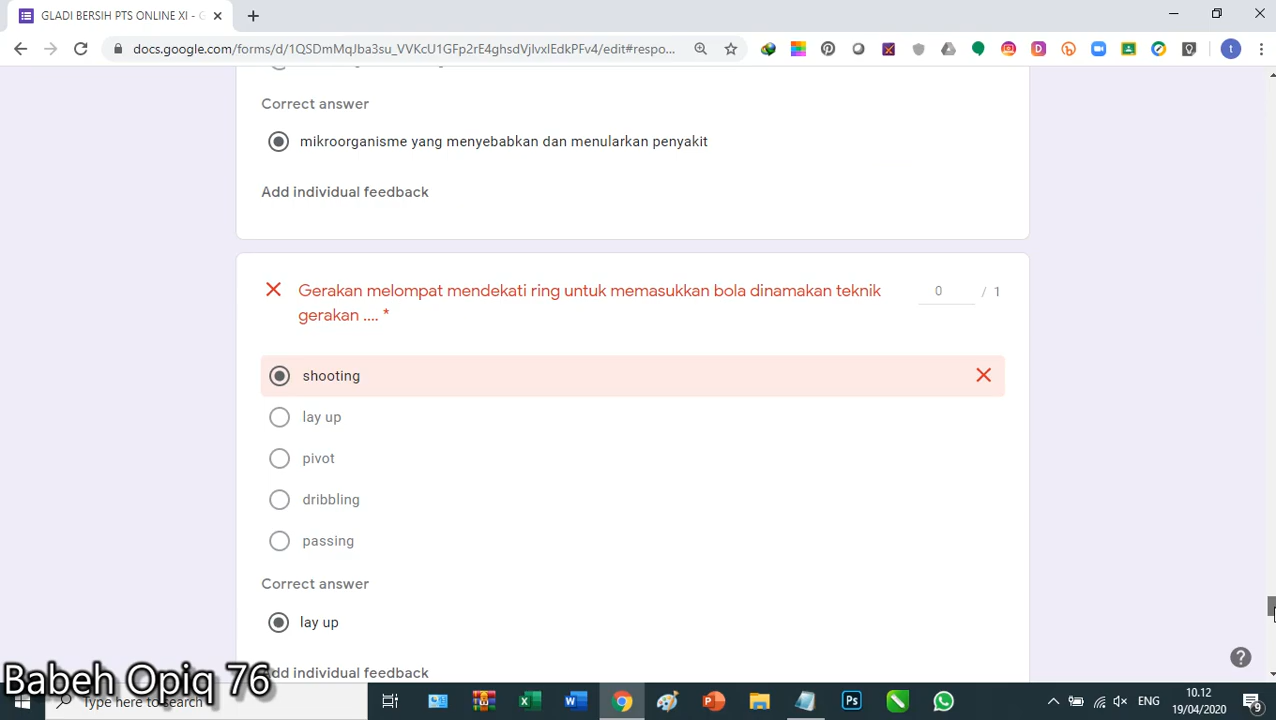 GLADI BERSIH PTS ONLINE XI - G
docs.google.com/forms/d/1QSDmMqJba3su_VVKcU1GFp2rE4ghsdVjlvxlEdkPFv4/edit#respo...
t
Correct answer
mikroorganisme yang menyebabkan dan menularkan penyakit
Add individual feedback
Gerakan melompat mendekati ring untuk memasukkan bola dinamakan teknik
gerakan .... *
0 / 1
shooting
lay up
pivot
dribbling
passing
Correct answer
lay up
Add individual feedback
Babeh Opiq 76
Type here to search
ENG
10.12
19/04/2020
9